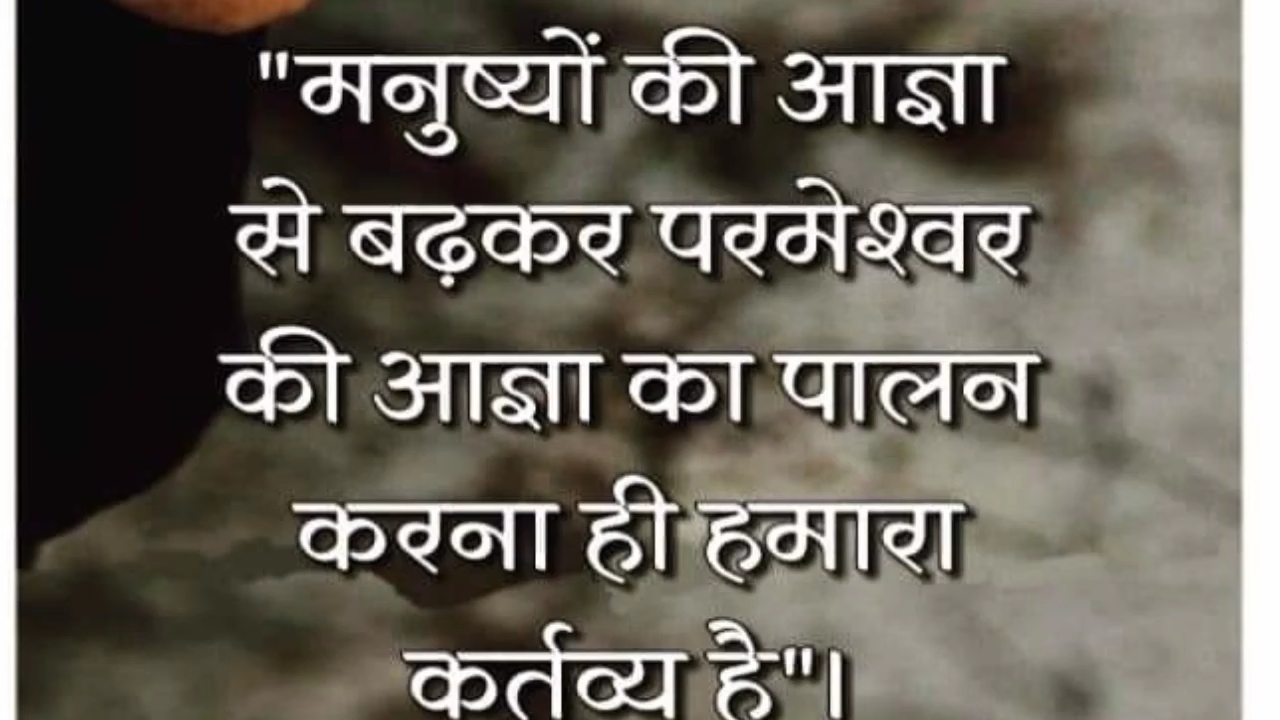 "मनुष्यों की आज्ञा
से बढ़कर परमेश्वर
की आज्ञा का पालन
करना ही हमारा
कर्तव्य है"।